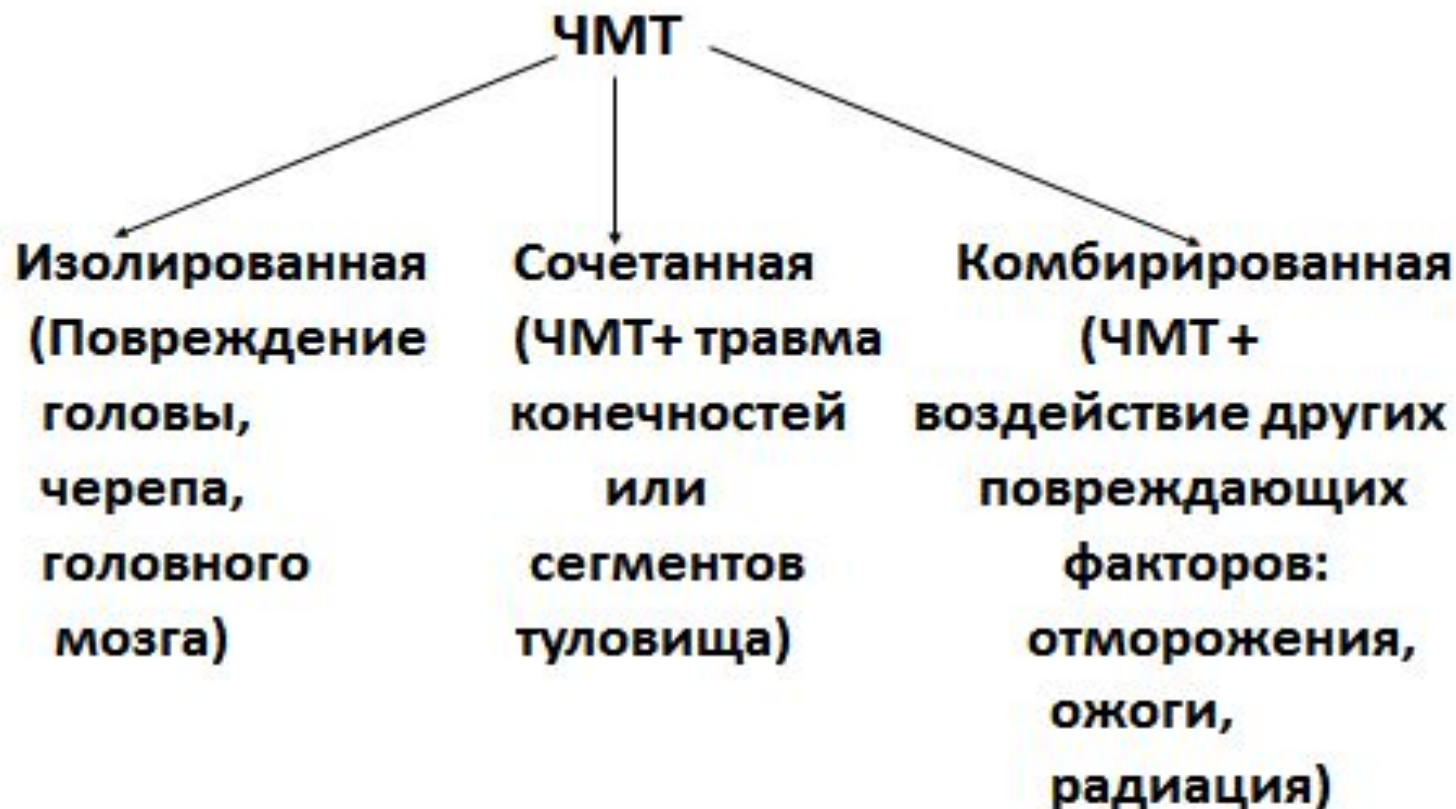 ЧМТ
Изолированная
(Повреждение
головы,
черепа,
головного
мозга)
Сочетанная
(ЧМТ+ травма
конечностей
или
сегментов
туловища)
Комбирированная
(ЧМТ +
воздействие других
повреждающих
факторов:
отморожения,
ожоги,
радиация)